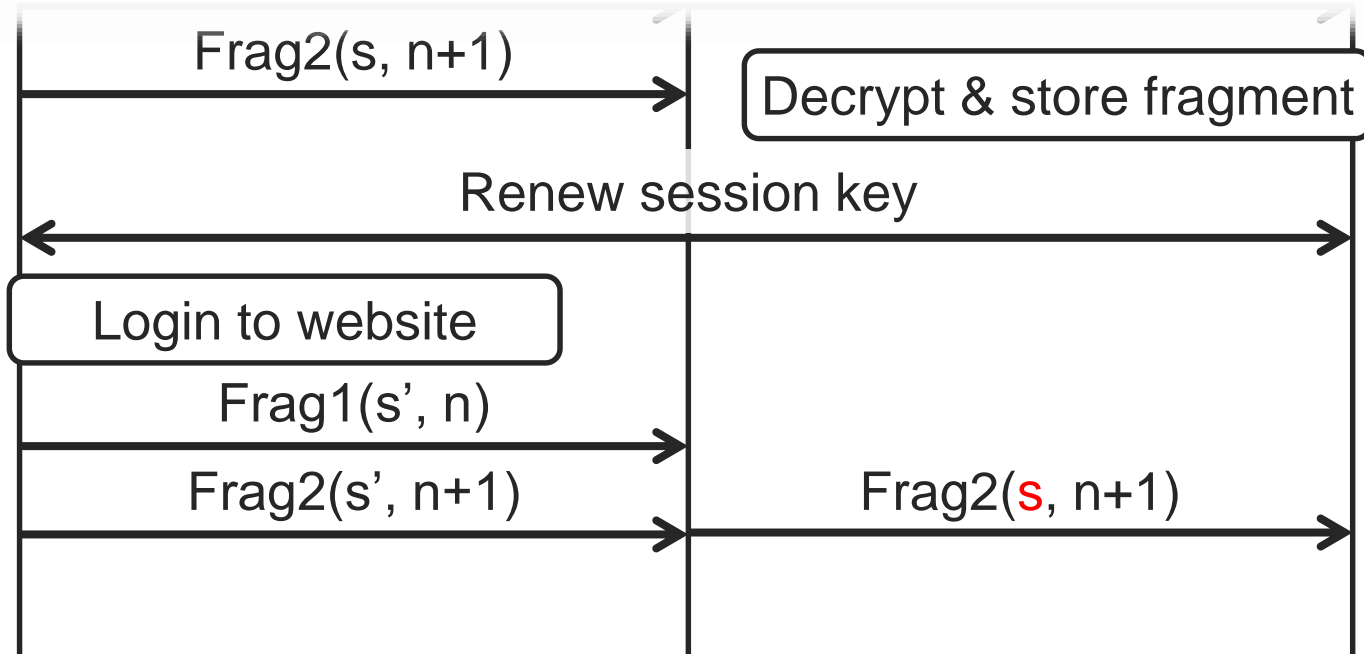 Frag2(s, n+1)
Decrypt & store fragment
Renew session key
Login to website
Frag1(s’, n)
Frag2(s’, n+1)
Frag2(s, n+1)